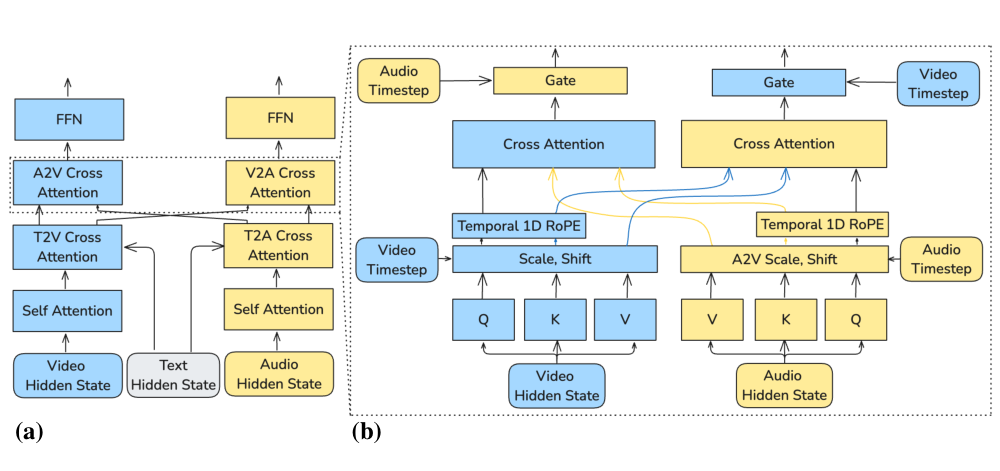 FFN
FFN
A2V Cross
Attention
V2A Cross
Attention
T2V Cross
Attention
T2A Cross
Attention
Self Attention
Self Attention
Video
Hidden State
Text
Hidden State
Audio
Hidden State
(a)
Audio
Timestep
Gate
Gate
Video
Timestep
Cross Attention
Cross Attention
Temporal 1D RoPE
Temporal 1D RoPE
Video
Timestep
Scale, Shift
A2V Scale, Shift
Audio
Timestep
Q
K
V
V
K
Q
Video
Hidden State
Audio
Hidden State
(b)